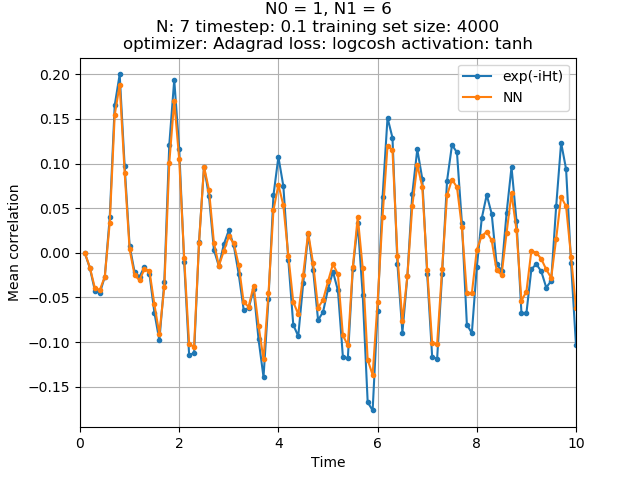 N0 = 1, N1 = 6
N: 7 timestep: 0.1 training set size: 4000
optimizer: Adagrad loss: logcosh activation: tanh
exp(-iHt)
NN
0.20
0.15
0.10
0.05
0.00
−0.05
−0.10
−0.15
Mean correlation
0 2 4 6 8 10
Time